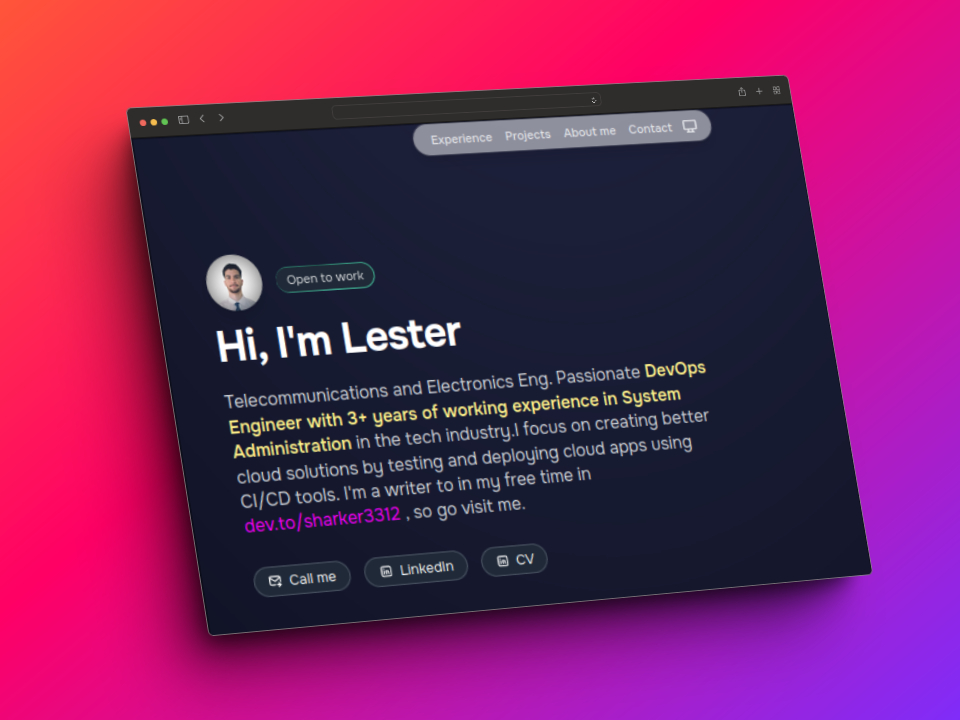 Experience Projects About me Contact
Open to work
Hi, I'm Lester
Telecommunications and Electronics Eng. Passionate DevOps
Engineer with 3+ years of working experience in System
Administration in the tech industry.I focus on creating better
cloud solutions by testing and deploying cloud apps using
CI/CD tools. I'm a writer to in my free time in
dev.to/sharker3312 , so go visit me.
Call me LinkedIn CV